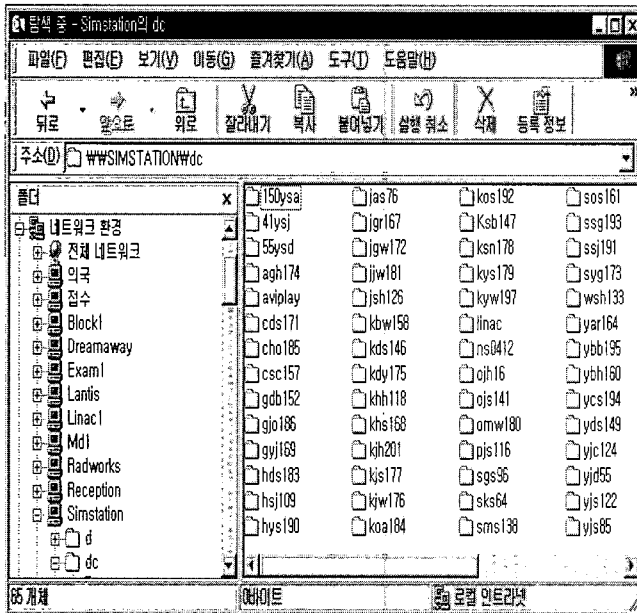 탐색 중 - Simstation의 dc
파일(F) 편집(E) 보기(V) 이동(G) 즐겨찾기(A) 도구(T) 도움말(H)
뒤로 앞으로 위로 잘라내기 복사 붙여넣기 실행 취소 삭제 등록 정보 »
주소(D) ₩₩SIMSTATION₩dc
폴더 x
네트워크 환경
전체 네트워크
의국
접수
Block1
Dreamaway
Exam1
Lantis
Linac1
Md1
Radworks
Reception
Simstation
d
dc
150ysa jas76 kos192 sos161
41ysj jgr167 Ksb147 ssg193
55ysd jgw172 ksn178 ssj191
agh174 jjw181 kys179 syg173
aviplay jsh126 kyw197 wsh133
cds171 kbw158 linac yar164
cho185 kds146 ns0412 ybb195
csc157 kdy175 ojh16 ybh160
gdb152 khh118 ojs141 ycs194
gjo186 khs168 omw180 yds149
gyj169 kjh201 pjs116 yjc124
hds183 kjs177 sgs96 yjd55
hsj109 kjw176 sks64 yjs122
hys190 koa184 sms138 yjs85
65 개체 0바이트 로컬 인트라넷